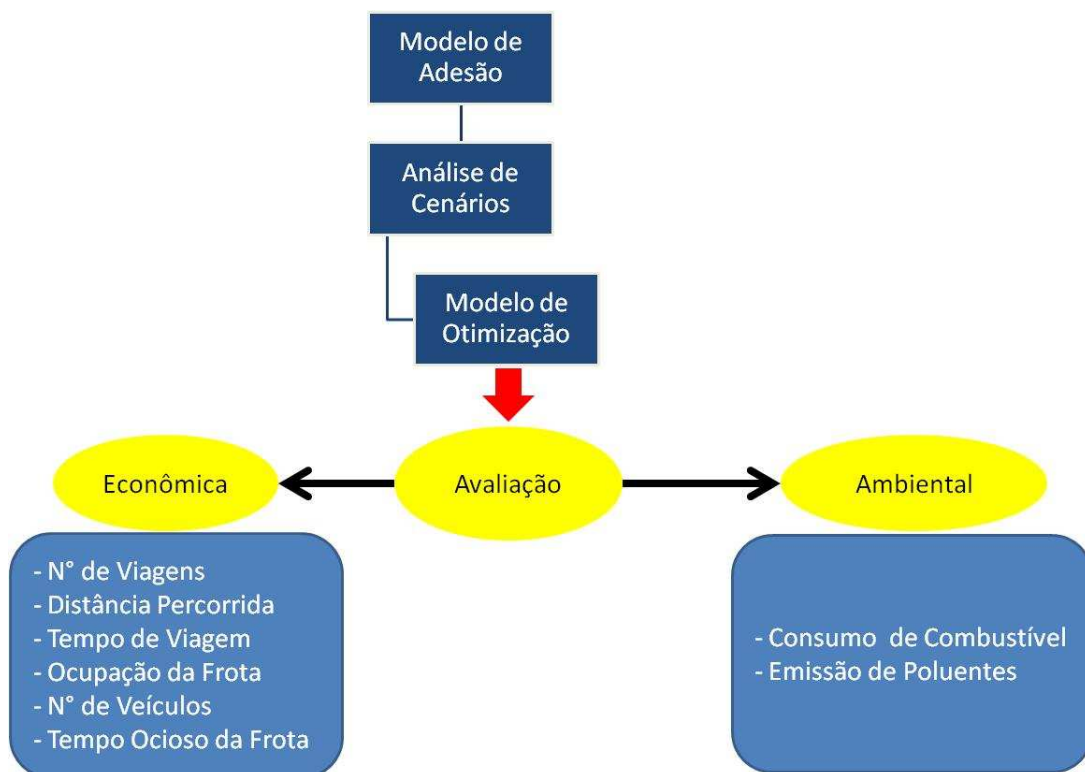 Modelo de
Adesão
Análise de
Cenários
Modelo de
Otimização
Econômica
Avaliação
Ambiental
- N° de Viagens
- Distância Percorrida
- Tempo de Viagem
- Ocupação da Frota
- N° de Veículos
- Tempo Ocioso da Frota
- Consumo de Combustível
- Emissão de Poluentes